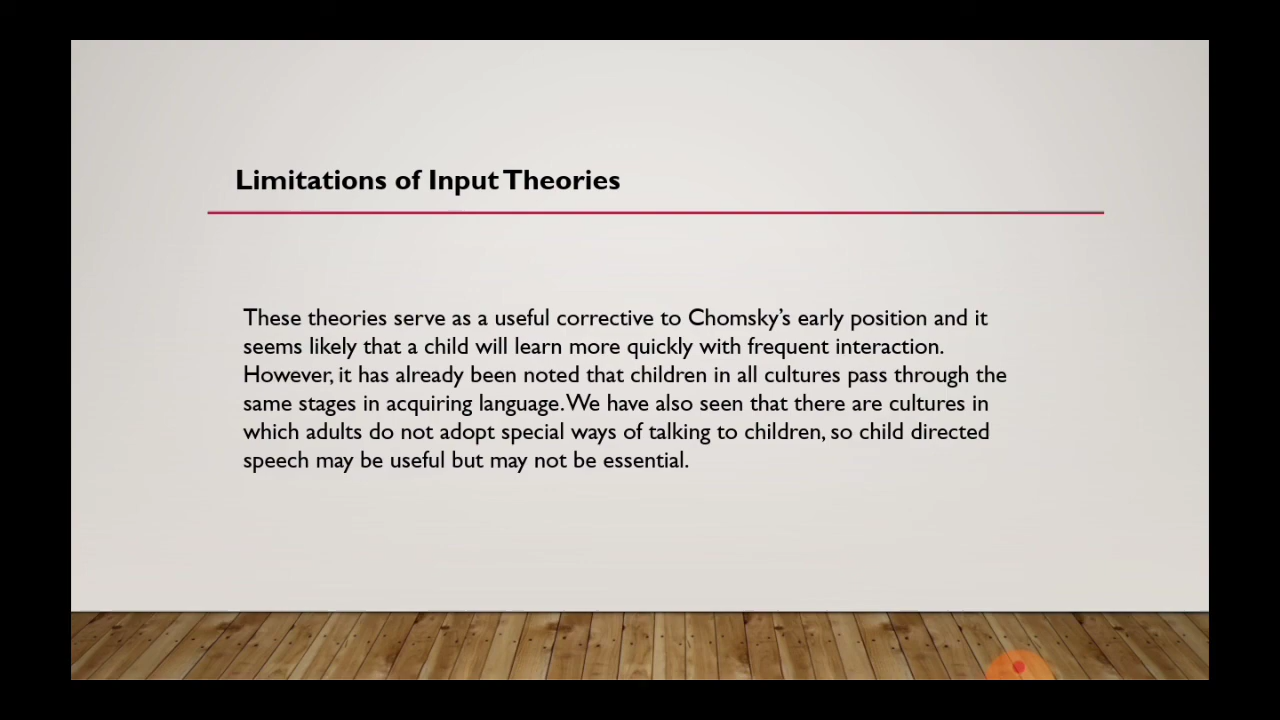 Limitations of Input Theories
These theories serve as a useful corrective to Chomsky's early position and it
seems likely that a child will learn more quickly with frequent interaction.
However, it has already been noted that children in all cultures pass through the
same stages in acquiring language. We have also seen that there are cultures in
which adults do not adopt special ways of talking to children, so child directed
speech may be useful but may not be essential.